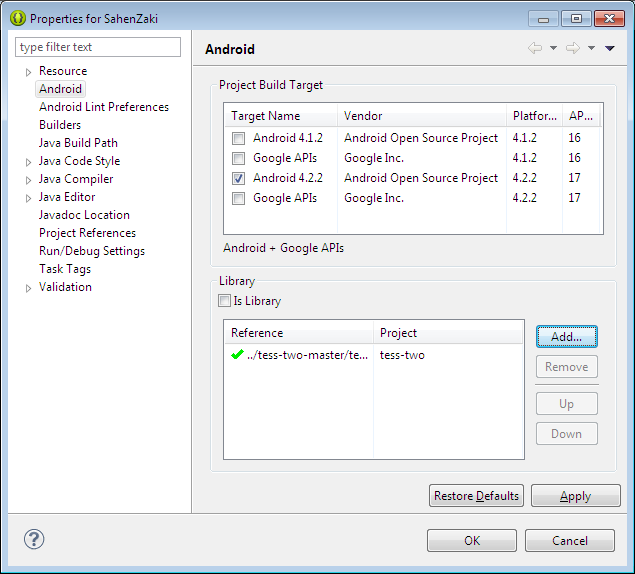 Properties for SahenZaki
type filter text
Resource
Android
Android Lint Preferences
Builders
Java Build Path
Java Code Style
Java Compiler
Java Editor
Javadoc Location
Project References
Run/Debug Settings
Task Tags
Validation
Android
Project Build Target
Target Name Vendor Platfor... AP...
Android 4.1.2 Android Open Source Project 4.1.2 16
Google APIs Google Inc. 4.1.2 16
Android 4.2.2 Android Open Source Project 4.2.2 17
Google APIs Google Inc. 4.2.2 17
Android + Google APIs
Library
Is Library
Reference Project
../tess-two-master/te... tess-two
Add...
Remove
Up
Down
Restore Defaults Apply
? OK Cancel